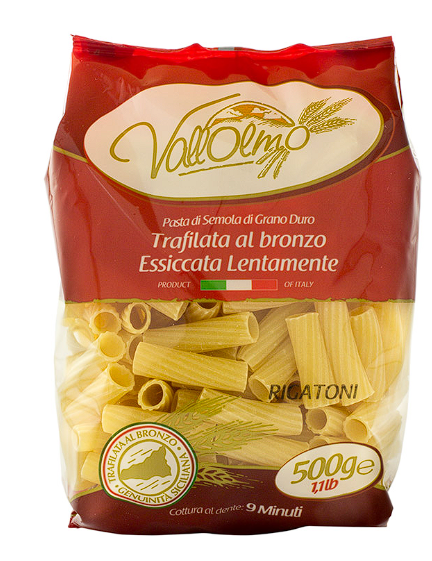 VallOlmo
Pasta di Semola di Grano Duro
Trafilata al bronzo
Essiccata Lentamente
PRODUCT OF ITALY
RIGATONI
TRAFILATA AL BRONZO · GENUINITÀ SICILIANA
500g e
1,1lb
Cottura al dente: 9 Minuti